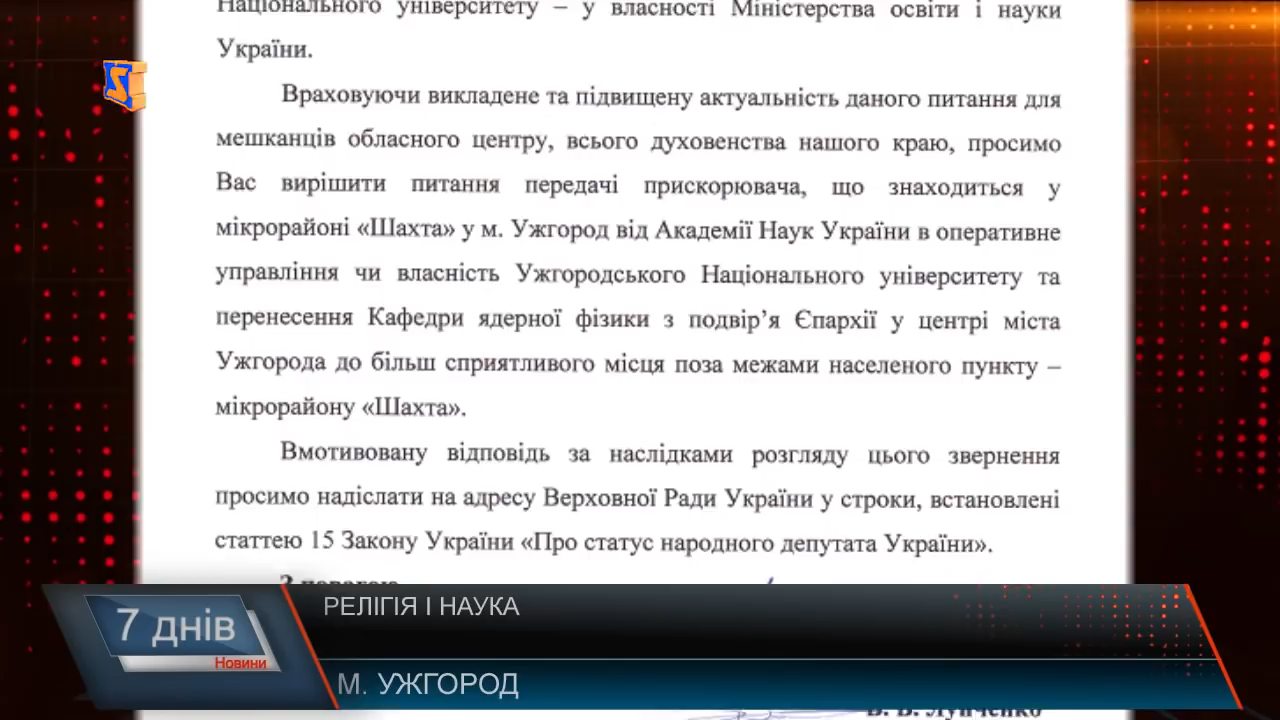 Національного університету – у власності Міністерства освіти і науки
України.
Враховуючи викладене та підвищену актуальність даного питання для
мешканців обласного центру, всього духовенства нашого краю, просимо
Вас вирішити питання передачі прискорювача, що знаходиться у
мікрорайоні «Шахта» у м. Ужгород від Академії Наук України в оперативне
управління чи власність Ужгородського Національного університету та
перенесення Кафедри ядерної фізики з подвір’я Єпархії у центрі міста
Ужгорода до більш сприятливого місця поза межами населеного пункту –
мікрорайону «Шахта».
Вмотивовану відповідь за наслідками розгляду цього звернення
просимо надіслати на адресу Верховної Ради України у строки, встановлені
статтею 15 Закону України «Про статус народного депутата України».
З повагою
РЕЛІГІЯ І НАУКА
7 днів
Новини
М. УЖГОРОД
В. В. Лунченко